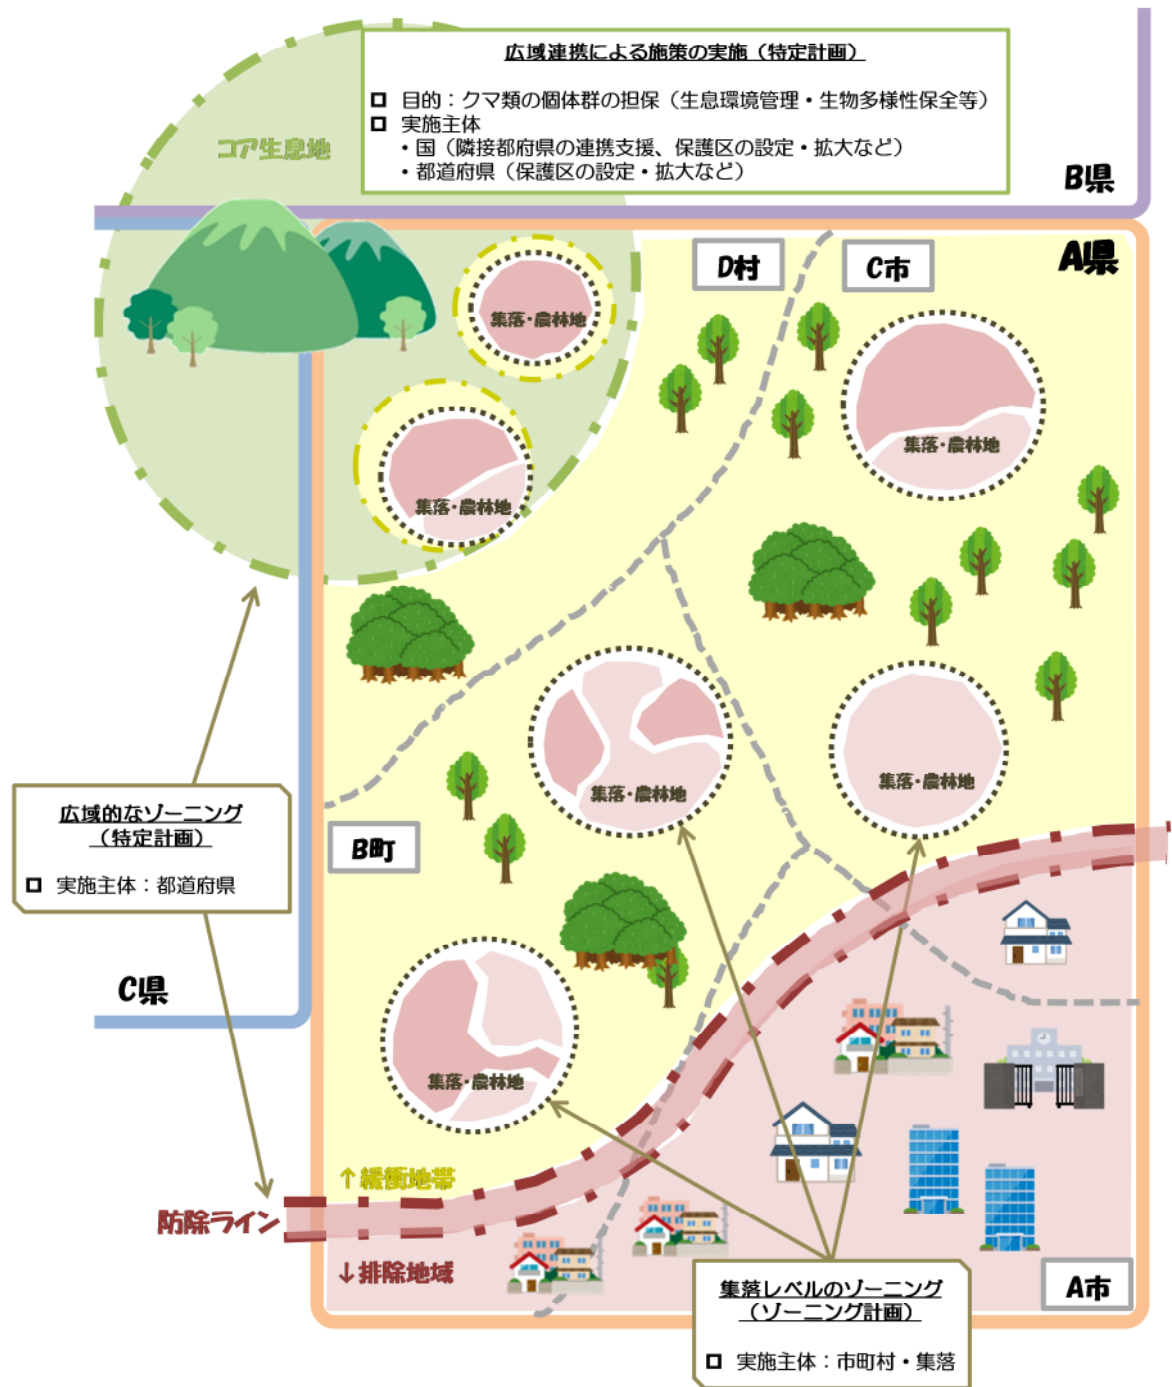 広域連携による施策の実施（特定計画）
□ 目的：クマ類の個体群の担保（生息環境管理・生物多様性保全等）
□ 実施主体
・国（隣接都府県の連携支援、保護区の設定・拡大など）
・都道府県（保護区の設定・拡大など）
コア生息地
B県
A県
D村
C市
集落・農林地
集落・農林地
集落・農林地
集落・農林地
集落・農林地
広域的なゾーニング
（特定計画）
□ 実施主体：都道府県
B町
C県
集落・農林地
↑緩衝地帯
防除ライン
↓排除地域
集落レベルのゾーニング
（ゾーニング計画）
□ 実施主体：市町村・集落
A市